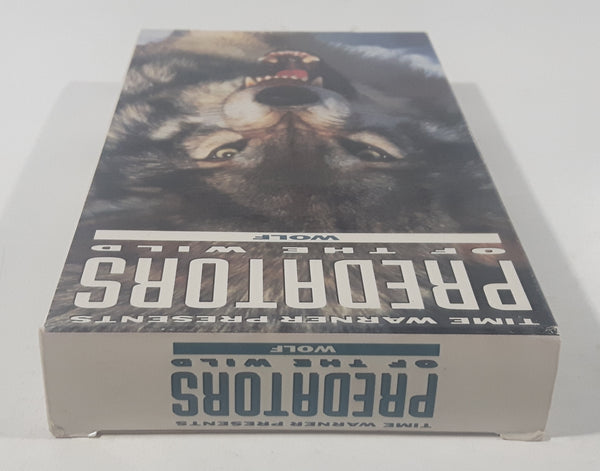 TIME WARNER PRESENTS
PREDATORS
OF THE WILD
WOLF
TIME WARNER PRESENTS
PREDATORS
OF THE WILD
WOLF